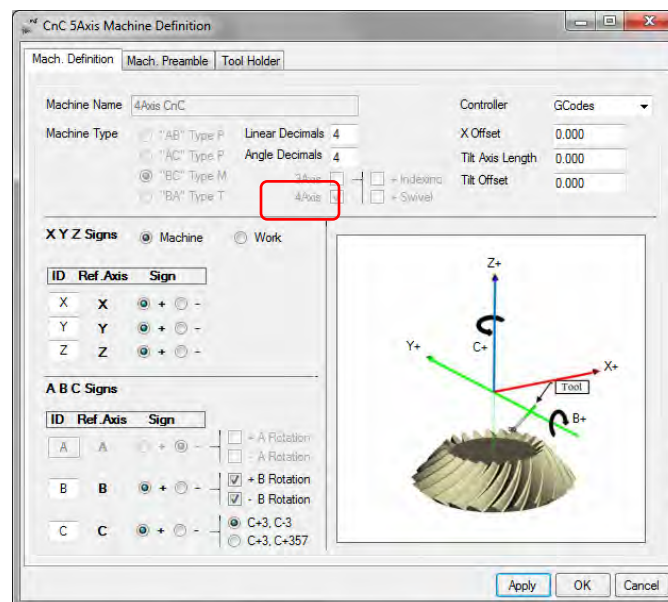 CnC 5Axis Machine Definition
Mach. Definition Mach. Preamble Tool Holder
Machine Name 4Axis CnC Controller GCodes
Machine Type "AB" Type P Linear Decimals 4 X Offset 0.000
"AC" Type P Angle Decimals 4 Tilt Axis Length 0.000
"BC" Type M 3Axis + Indexing Tilt Offset 0.000
"BA" Type T 4Axis + Swivel
X Y Z Signs Machine Work
ID Ref.Axis Sign
X X + -
Y Y + -
Z Z + -
A B C Signs
ID Ref.Axis Sign
A A + - + A Rotation
- A Rotation
B B + - + B Rotation
- B Rotation
C C + - C+3, C-3
C+3, C+357
Z+
Y+ C+ X+
Tool
B+
Apply OK Cancel